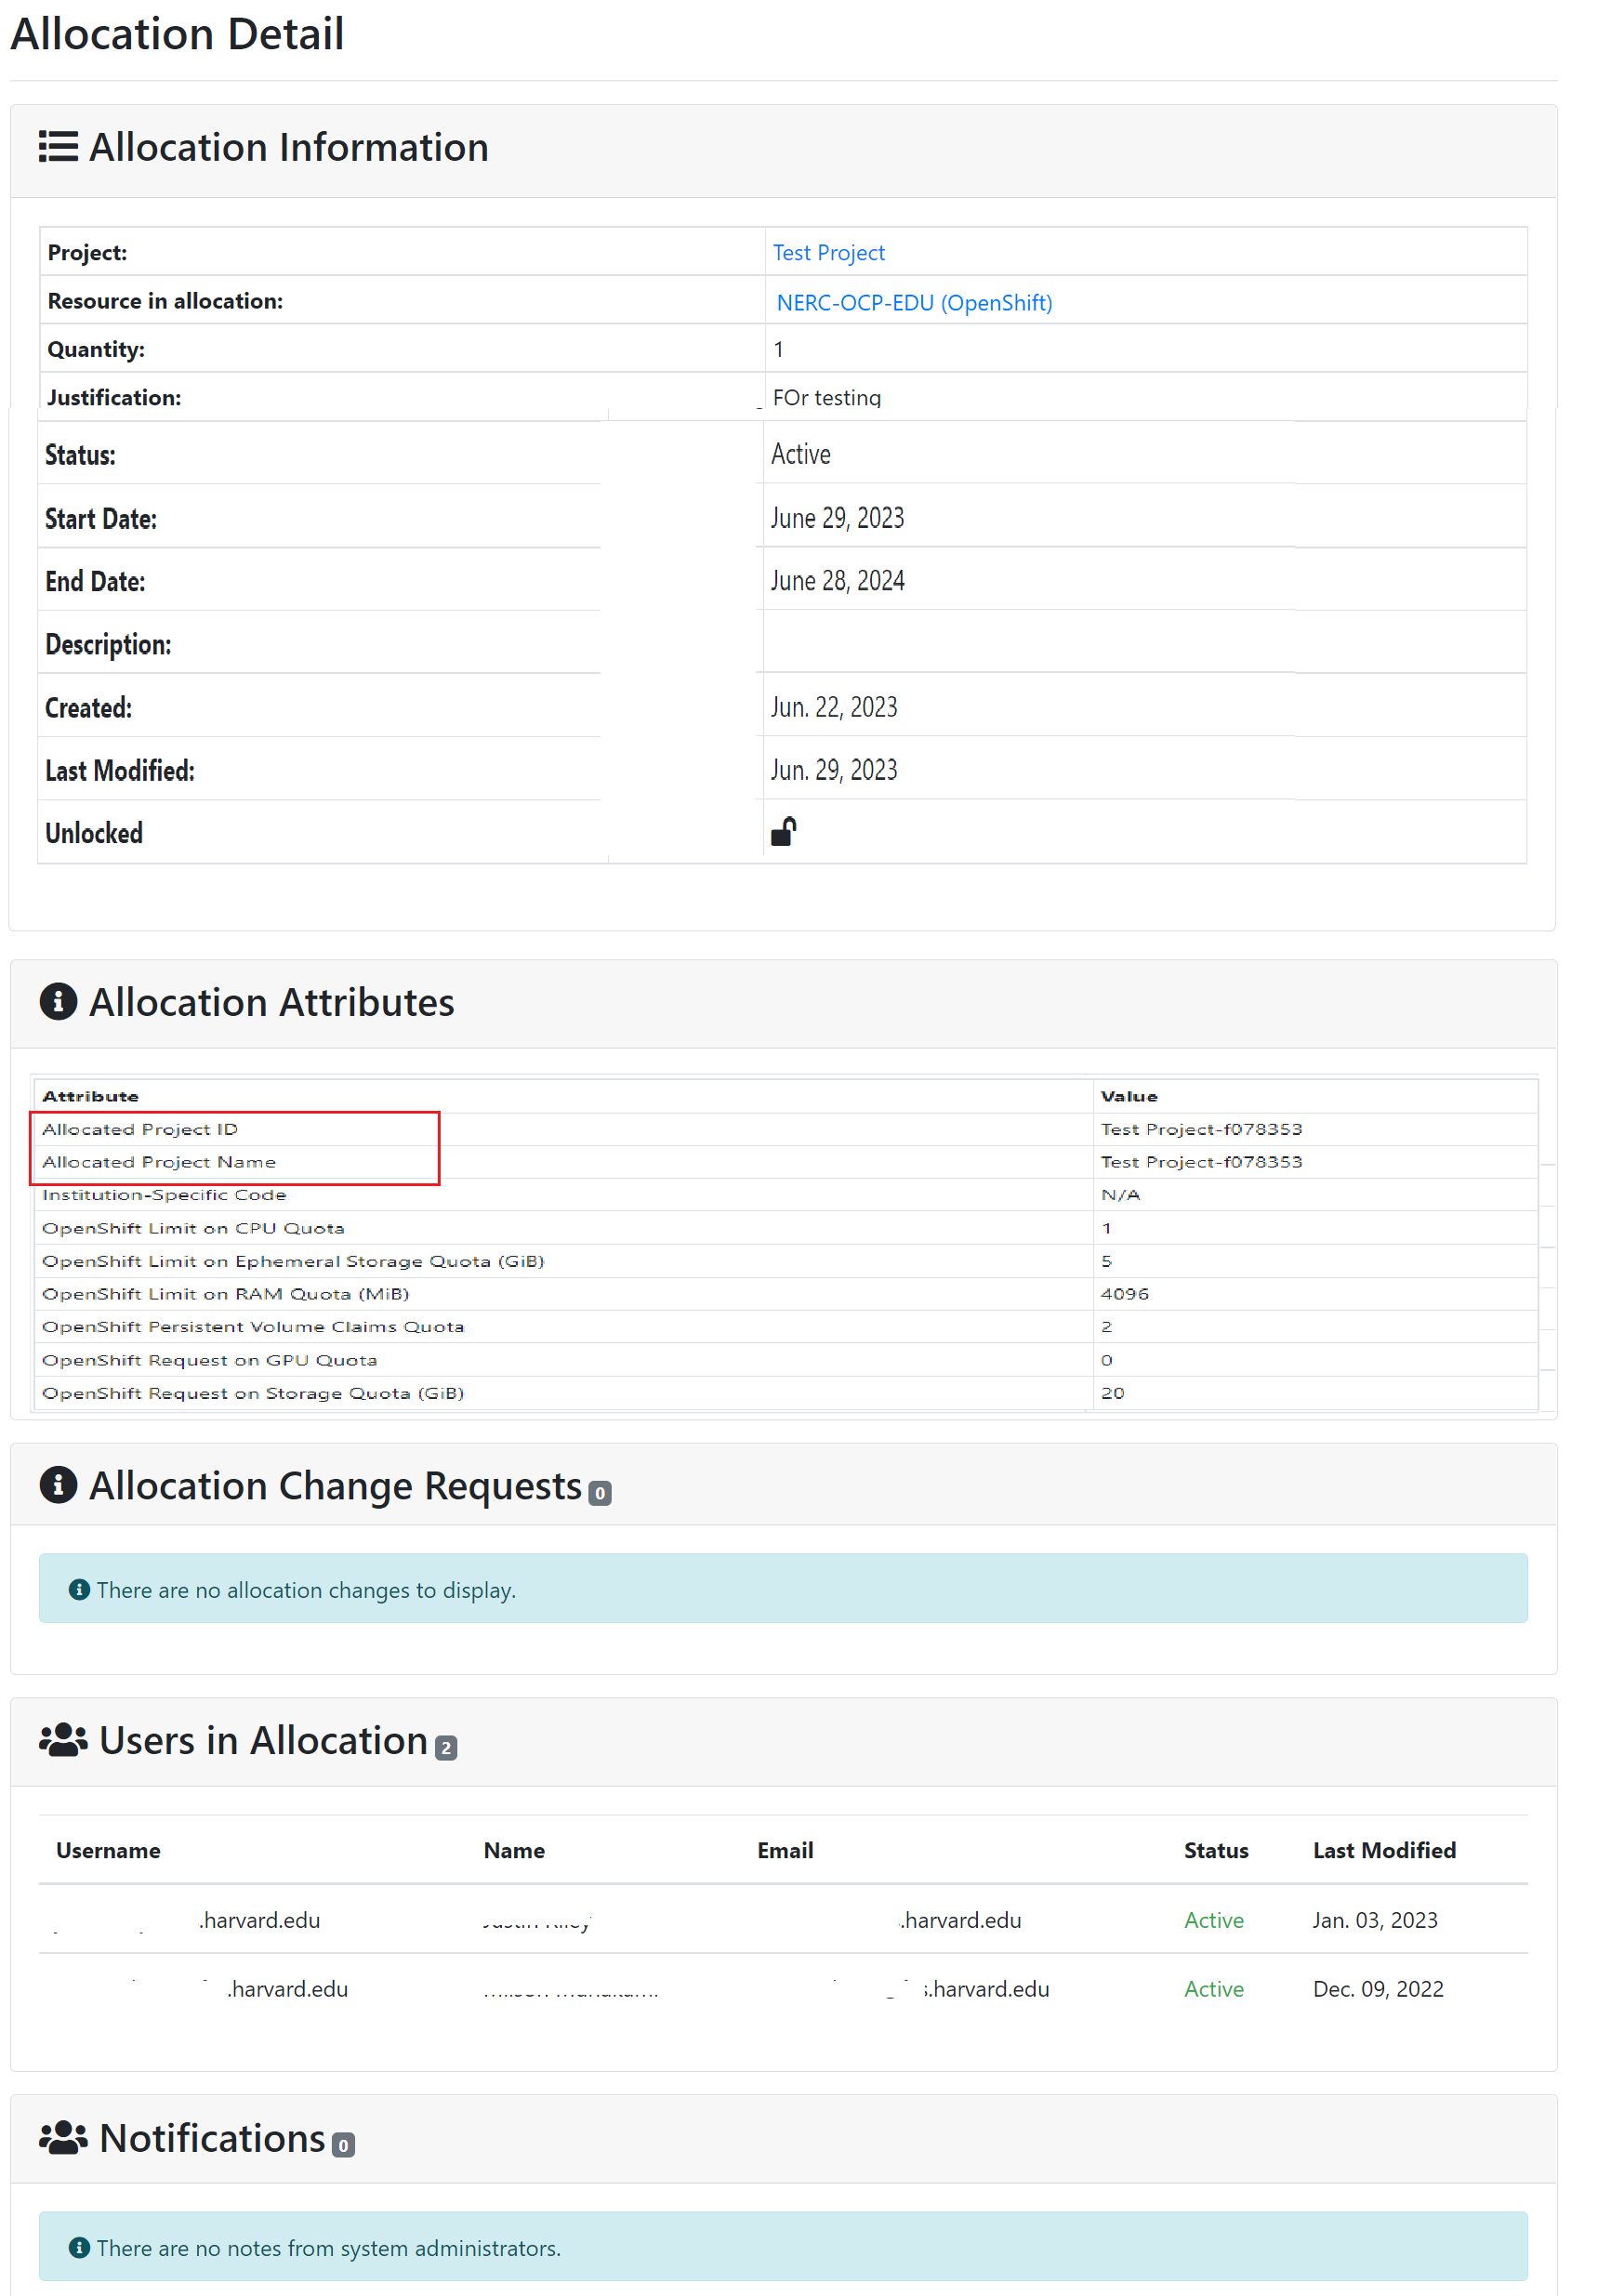 Allocation Detail
Allocation Information
Project: Test Project
Resource in allocation: NERC-OCP-EDU (OpenShift)
Quantity: 1
Justification: FOr testing
Status: Active
Start Date: June 29, 2023
End Date: June 28, 2024
Description:
Created: Jun. 22, 2023
Last Modified: Jun. 29, 2023
Unlocked
Allocation Attributes
Attribute Value
Allocated Project ID Test Project-f078353
Allocated Project Name Test Project-f078353
Institution-Specific Code N/A
OpenShift Limit on CPU Quota 1
OpenShift Limit on Ephemeral Storage Quota (GiB) 5
OpenShift Limit on RAM Quota (MiB) 4096
OpenShift Persistent Volume Claims Quota 2
OpenShift Request on GPU Quota 0
OpenShift Request on Storage Quota (GiB) 20
Allocation Change Requests 0
There are no allocation changes to display.
Users in Allocation 2
Username Name Email Status Last Modified
.harvard.edu .harvard.edu Active Jan. 03, 2023
.harvard.edu s.harvard.edu Active Dec. 09, 2022
Notifications 0
There are no notes from system administrators.